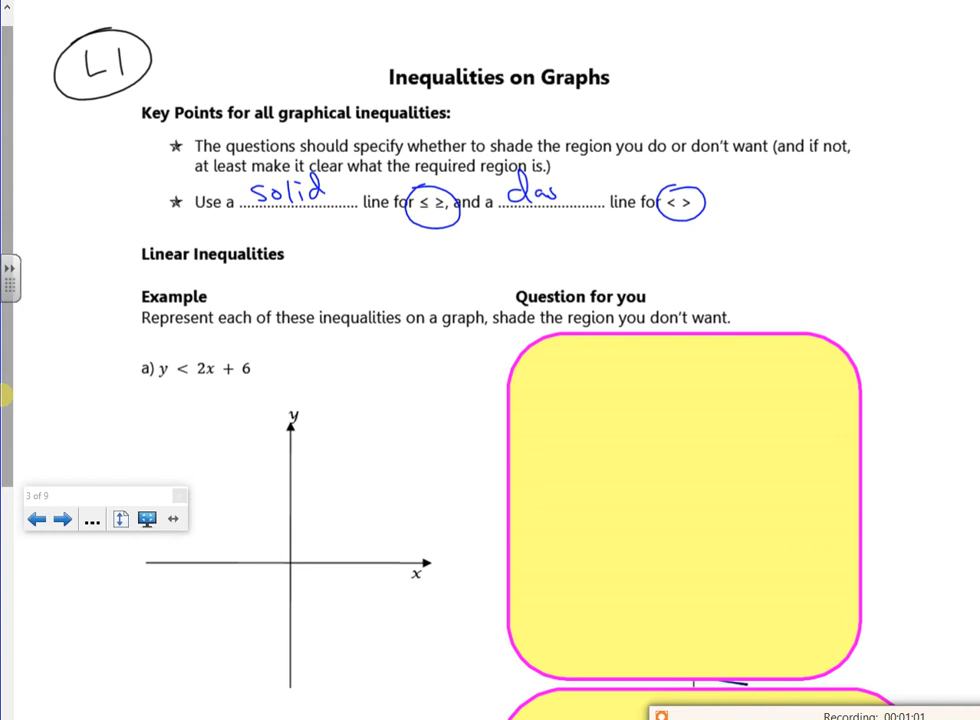 L1
Inequalities on Graphs
Key Points for all graphical inequalities:
★ The questions should specify whether to shade the region you do or don't want (and if not,
at least make it clear what the required region is.)
★ Use a ....solid.... line for ≤ ≥, and a ....das.... line for < >
Linear Inequalities
Example Question for you
Represent each of these inequalities on a graph, shade the region you don't want.
a) y < 2x + 6
y
3 of 9
...
x
Recording: 00:01:01